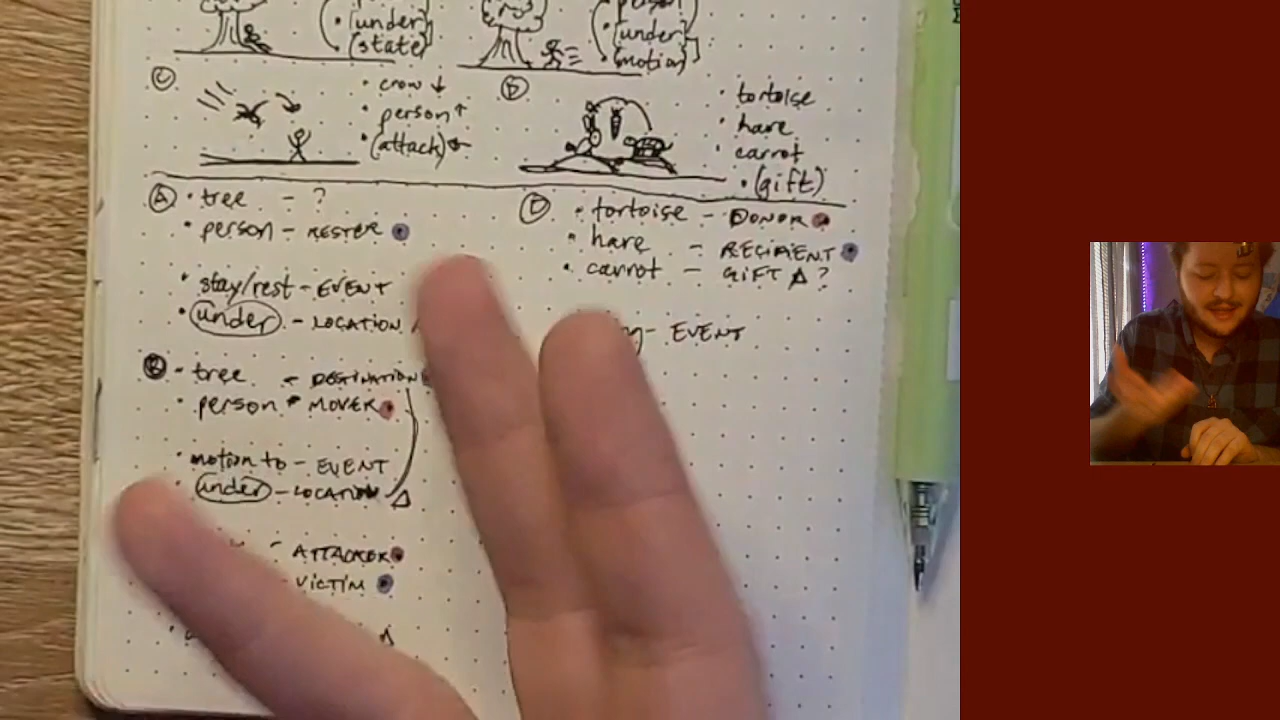 (under)
(state)
person
(under)
(motion)
C
• crow ↓
• person ↑
• (attack)
D
• tortoise
• hare
• carrot
• (gift)
A • tree - ?
• person - RESTER
• stay/rest - EVENT
• under - LOCATION
B • tree - DESTINATION
• person - MOVER
• motion to - EVENT
under - LOCATION Δ
- ATTACKER
VICTIM
Δ
D • tortoise - DONOR
• hare - RECIPIENT
• carrot - GIFT Δ ?
- EVENT